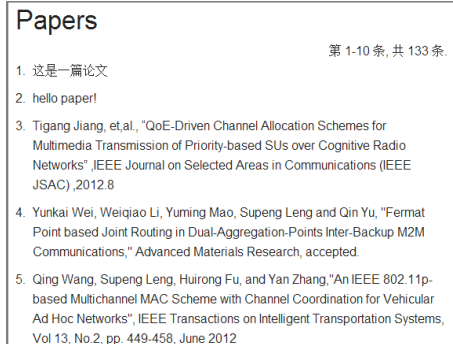 Papers
第 1-10 条, 共 133 条.
1. 这是一篇论文
2. hello paper!
3. Tigang Jiang, et,al., "QoE-Driven Channel Allocation Schemes for
Multimedia Transmission of Priority-based SUs over Cognitive Radio
Networks" ,IEEE Journal on Selected Areas in Communications (IEEE
JSAC) ,2012.8
4. Yunkai Wei, Weiqiao Li, Yuming Mao, Supeng Leng and Qin Yu, "Fermat
Point based Joint Routing in Dual-Aggregation-Points Inter-Backup M2M
Communications," Advanced Materials Research, accepted.
5. Qing Wang, Supeng Leng, Huirong Fu, and Yan Zhang,"An IEEE 802.11p-
based Multichannel MAC Scheme with Channel Coordination for Vehicular
Ad Hoc Networks", IEEE Transactions on Intelligent Transportation Systems,
Vol 13, No.2, pp. 449-458, June 2012